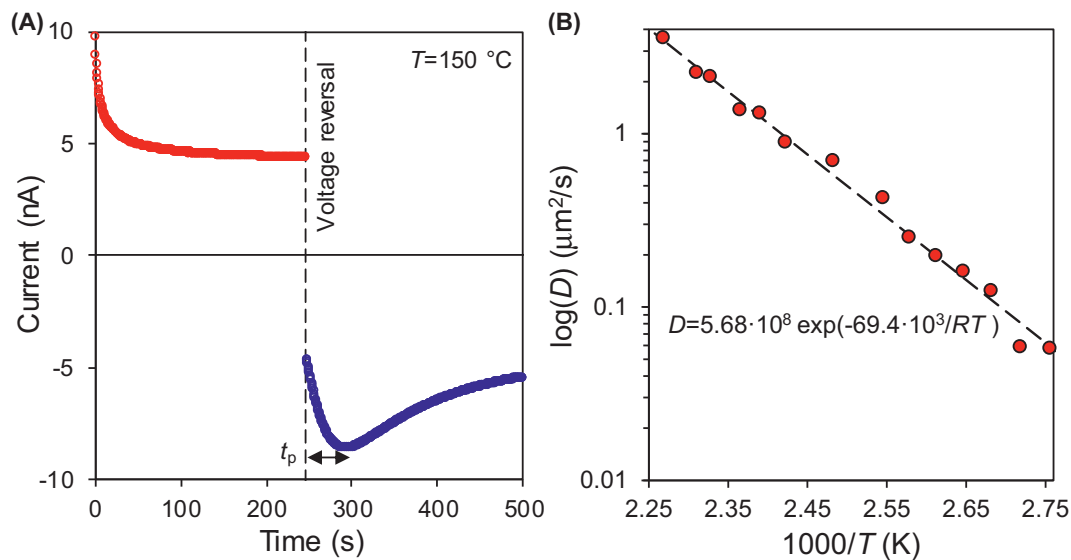 (A)
10
5
0
-5
-10
Current (nA)
T=150 °C
Voltage reversal
tp
0
100
200
300
400
500
Time (s)
(B)
1
0.1
0.01
log(D) (μm²/s)
D=5.68·10⁸ exp(-69.4·10³/RT )
2.25
2.35
2.45
2.55
2.65
2.75
1000/T (K)